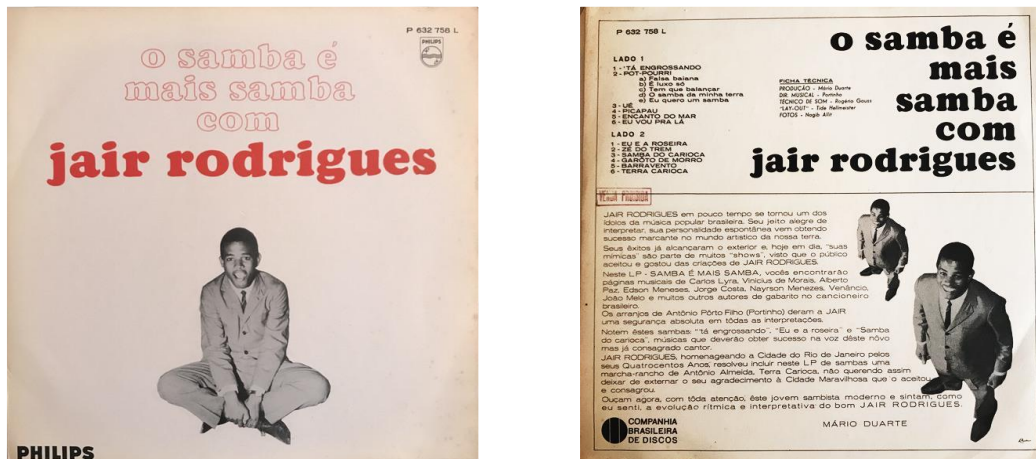 P 632 758 L
PHILIPS
o samba é
mais samba
com
jair rodrigues
PHILIPS
P 632 758 L
o samba é
mais
samba
com
jair rodrigues
LADO 1
1 - 'TÁ ENGROSSANDO
2 - POT-POURRI
a) Falsa baiana
b) É luxo só
c) Tem que balançar
d) O samba da minha terra
e) Eu quero um samba
3 - UÉ
4 - PICAPAU
5 - ENCANTO DO MAR
6 - EU VOU PRA LÁ
LADO 2
1 - EU E A ROSEIRA
2 - ZÉ DO TREM
3 - SAMBA DO CARIOCA
4 - GARÔTO DE MORRO
5 - BARRAVENTO
6 - TERRA CARIOCA
FICHA TÉCNICA
PRODUÇÃO - Mário Duarte
DIR. MUSICAL - Portinho
TÉCNICO DE SOM - Rogério Gauss
"LAY-OUT" - Tide Hellmeister
FOTOS - Nagib Allit
VENDA PROIBIDA
JAIR RODRIGUES em pouco tempo se tornou um dos
ídolos da música popular brasileira. Seu jeito alegre de
interpretar, sua personalidade espontânea vem obtendo
sucesso marcante no mundo artístico da nossa terra.
Seus êxitos já alcançaram o exterior e, hoje em dia, "suas
mímicas" são parte de muitos "shows", visto que o público
aceitou e gostou das criações de JAIR RODRIGUES.
Neste LP - SAMBA É MAIS SAMBA, vocês encontrarão
páginas musicais de Carlos Lyra, Vinícius de Morais, Alberto
Paz, Edson Meneses, Jorge Costa, Nayrson Menezes, Venâncio,
João Melo e muitos outros autores de gabarito no cancioneiro
brasileiro.
Os arranjos de Antônio Pôrto Filho (Portinho) deram a JAIR
uma segurança absoluta em tôdas as interpretações.
Notem êstes sambas: "'tá engrossando", "Eu e a roseira" e "Samba
do carioca", músicas que deverão obter sucesso na voz dêste nôvo
mas já consagrado cantor.
JAIR RODRIGUES, homenageando a Cidade do Rio de Janeiro pelos
seus Quatrocentos Anos, resolveu incluir neste LP de sambas uma
marcha-rancho de Antônio Almeida, Terra Carioca, não querendo assim
deixar de externar o seu agradecimento à Cidade Maravilhosa que o aceitou
e consagrou.
Ouçam agora, com tôda atenção, êste jovem sambista moderno e sintam, como
eu senti, a evolução rítmica e interpretativa do bom JAIR RODRIGUES.
MÁRIO DUARTE
COMPANHIA
BRASILEIRA
DE DISCOS